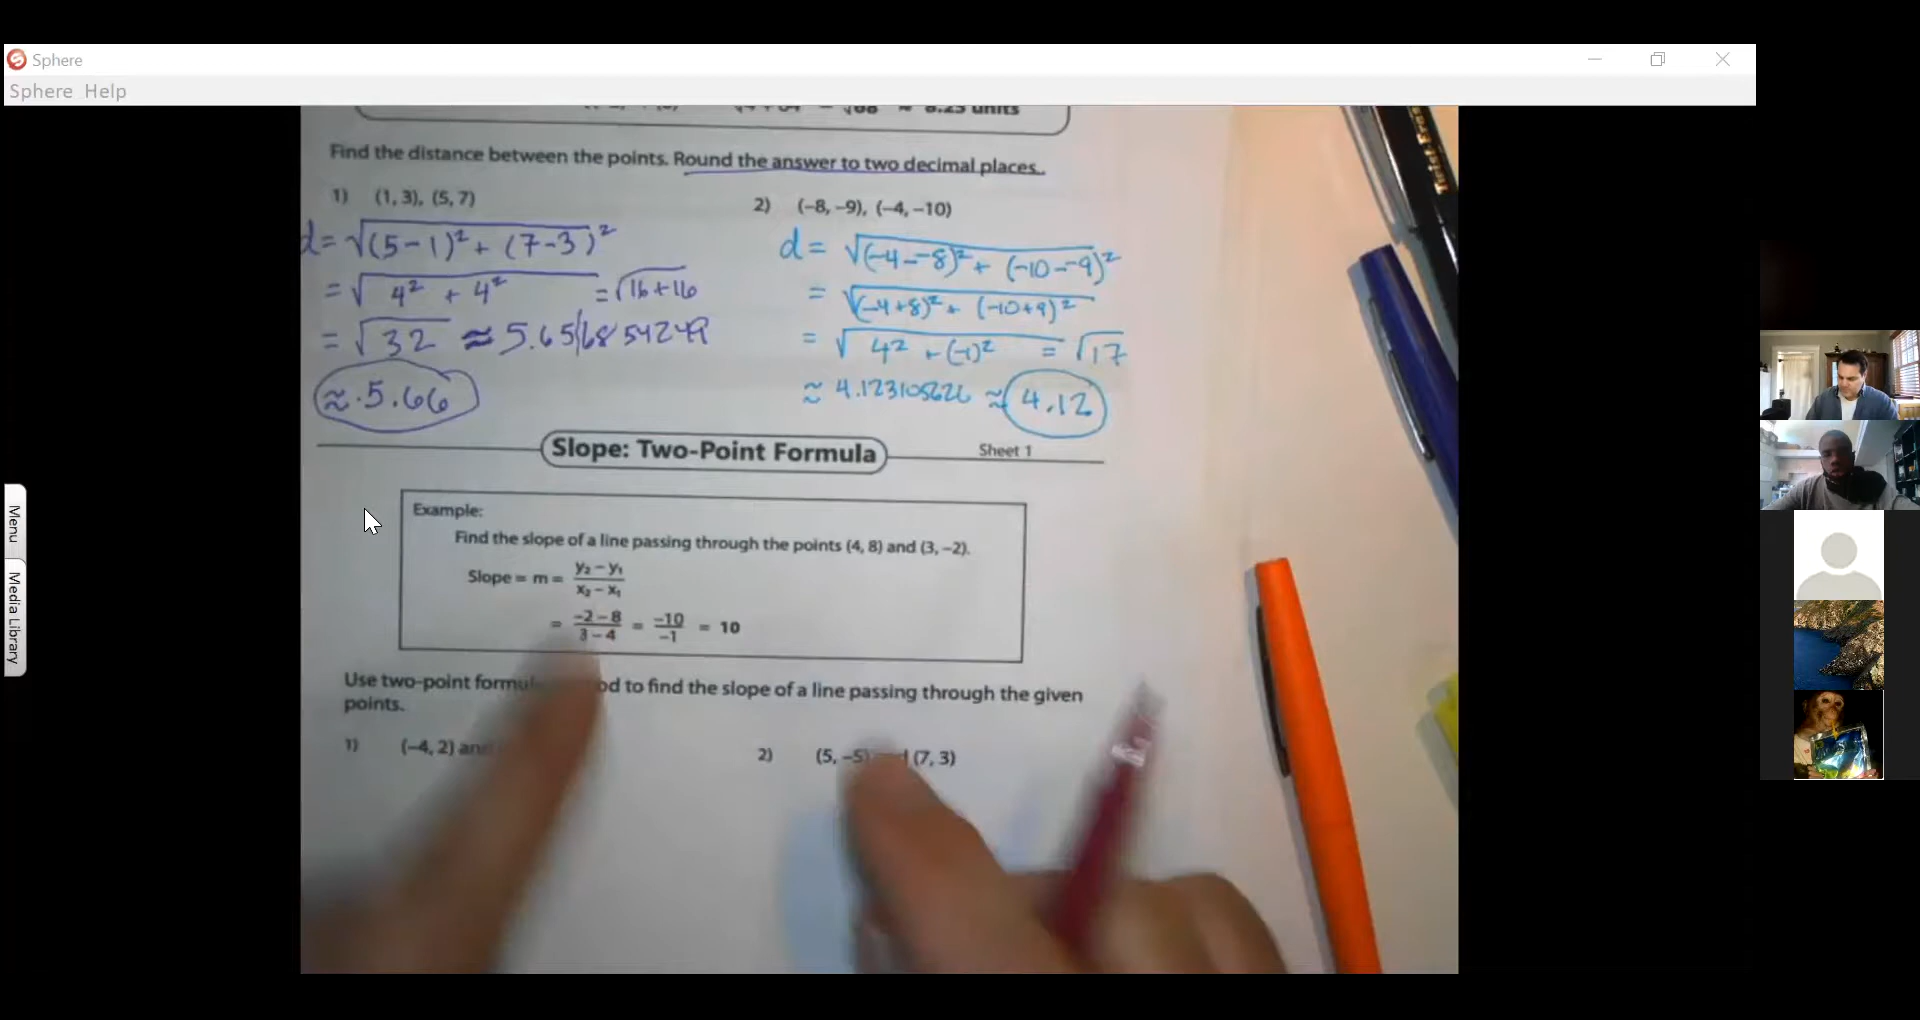 Sphere
Sphere Help
√68 ≈ 8.25 units
Find the distance between the points. Round the answer to two decimal places..
1) (1, 3), (5, 7)
d = √(5-1)² + (7-3)²
= √4² + 4² = √16+16
= √32 ≈ 5.656854249
≈ 5.66
2) (–8, –9), (–4, –10)
d = √(-4--8)² + (-10--9)²
= √(-4+8)² + (-10+9)²
= √4² + (-1)² = √17
≈ 4.123105626 ≈ 4.12
Slope: Two-Point Formula
Sheet 1
Example:
Find the slope of a line passing through the points (4, 8) and (3, –2).
Slope = m = y₂ – y₁ / x₂ – x₁
= –2 – 8 / 3 – 4 = –10 / –1 = 10
Use two-point to find the slope of a line passing through the given
points.
1) (–4, 2) and
2) (5, –5) (7, 3)
Menu
Media Library